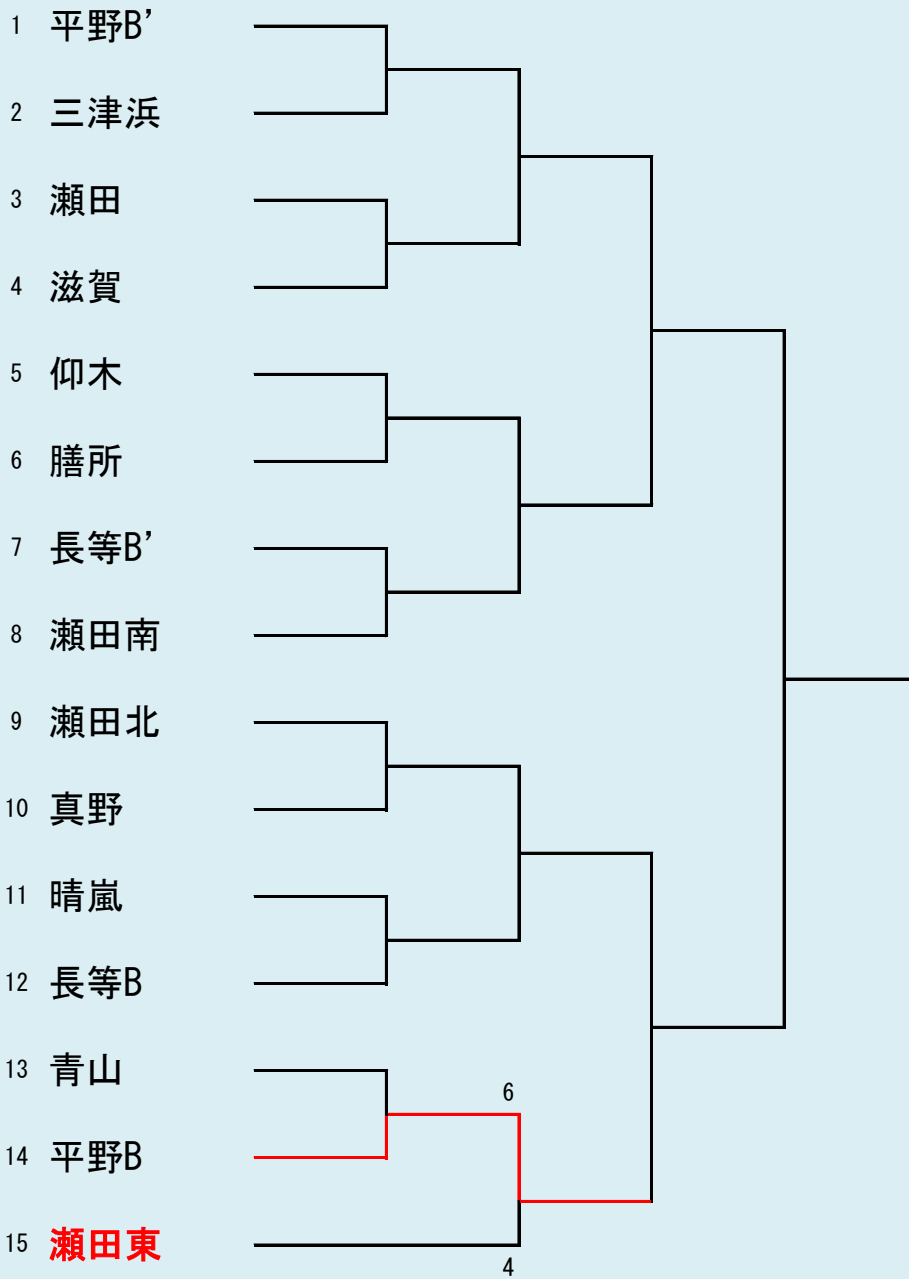 1 平野B’
2 三津浜
3 瀬田
4 滋賀
5 仰木
6 膳所
7 長等B’
8 瀬田南
9 瀬田北
10 真野
11 晴嵐
12 長等B
13 青山
6
14 平野B
15 瀬田東
4